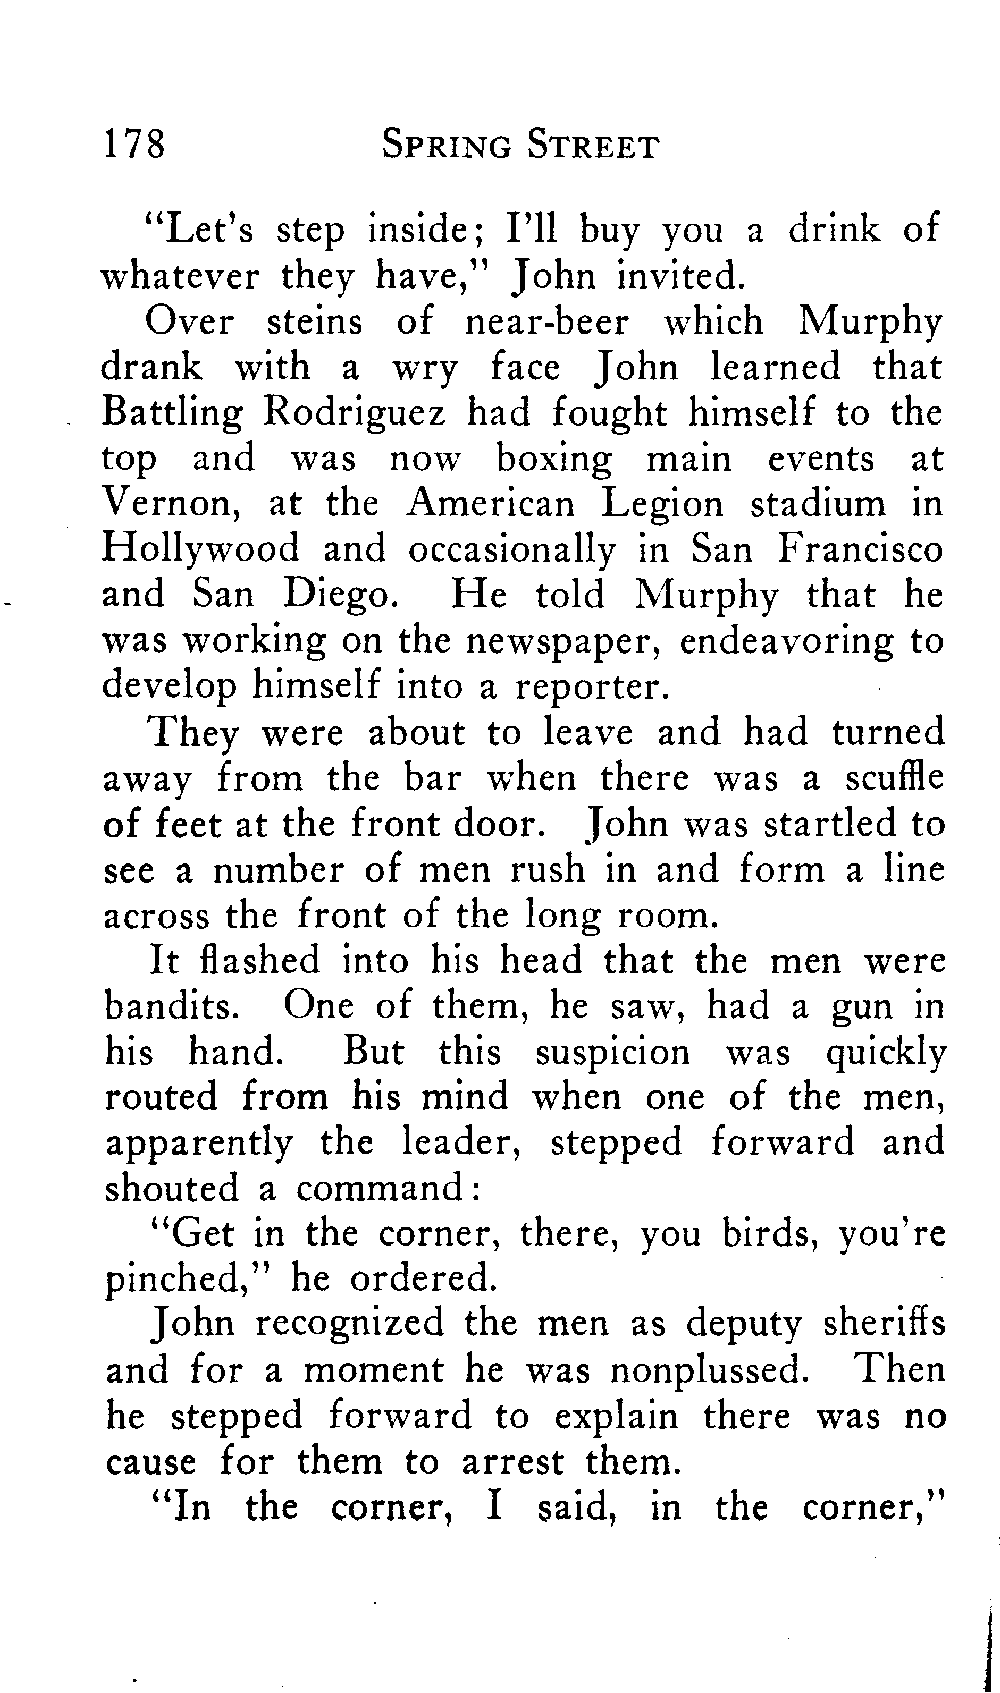 178 SPRING STREET
“Let's step inside; I'll buy you a drink of
whatever they have,” John invited.
Over steins of near-beer which Murphy
drank with a wry face John learned that
Battling Rodriguez had fought himself to the
top and was now boxing main events at
Vernon, at the American Legion stadium in
Hollywood and occasionally in San Francisco
and San Diego. He told Murphy that he
was working on the newspaper, endeavoring to
develop himself into a reporter.
They were about to leave and had turned
away from the bar when there was a scuffle
of feet at the front door. John was startled to
see a number of men rush in and form a line
across the front of the long room.
It flashed into his head that the men were
bandits. One of them, he saw, had a gun in
his hand. But this suspicion was quickly
routed from his mind when one of the men,
apparently the leader, stepped forward and
shouted a command:
“Get in the corner, there, you birds, you're
pinched,” he ordered.
John recognized the men as deputy sheriffs
and for a moment he was nonplussed. Then
he stepped forward to explain there was no
cause for them to arrest them.
“In the corner, I said, in the corner,”